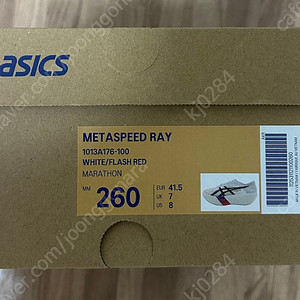 asics
METASPEED RAY
1013A176-100
WHITE/FLASH RED
MARATHON
MM 260
EUR 41.5
UK 7
US 8
kj0284